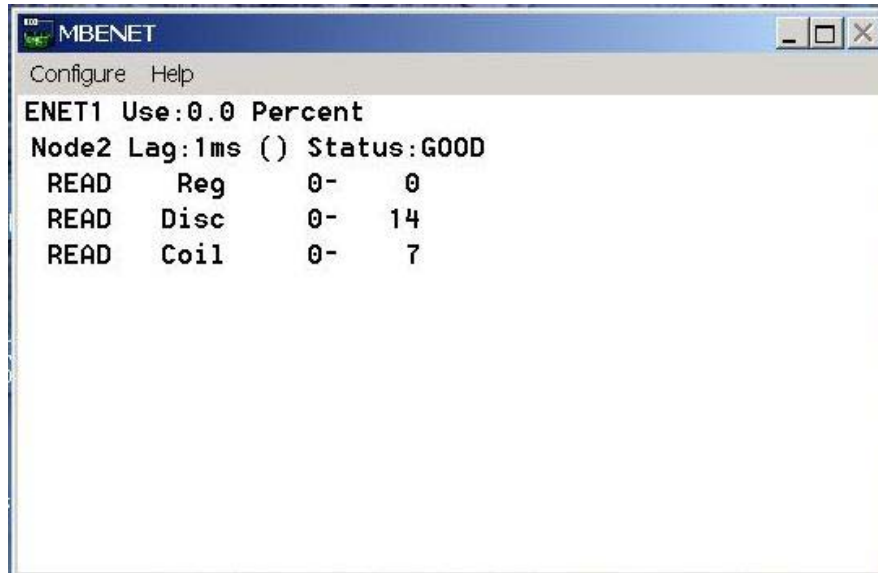 MBENET
Configure Help
ENET1 Use:0.0 Percent
Node2 Lag:1ms () Status:GOOD
READ Reg 0- 0
READ Disc 0- 14
READ Coil 0- 7